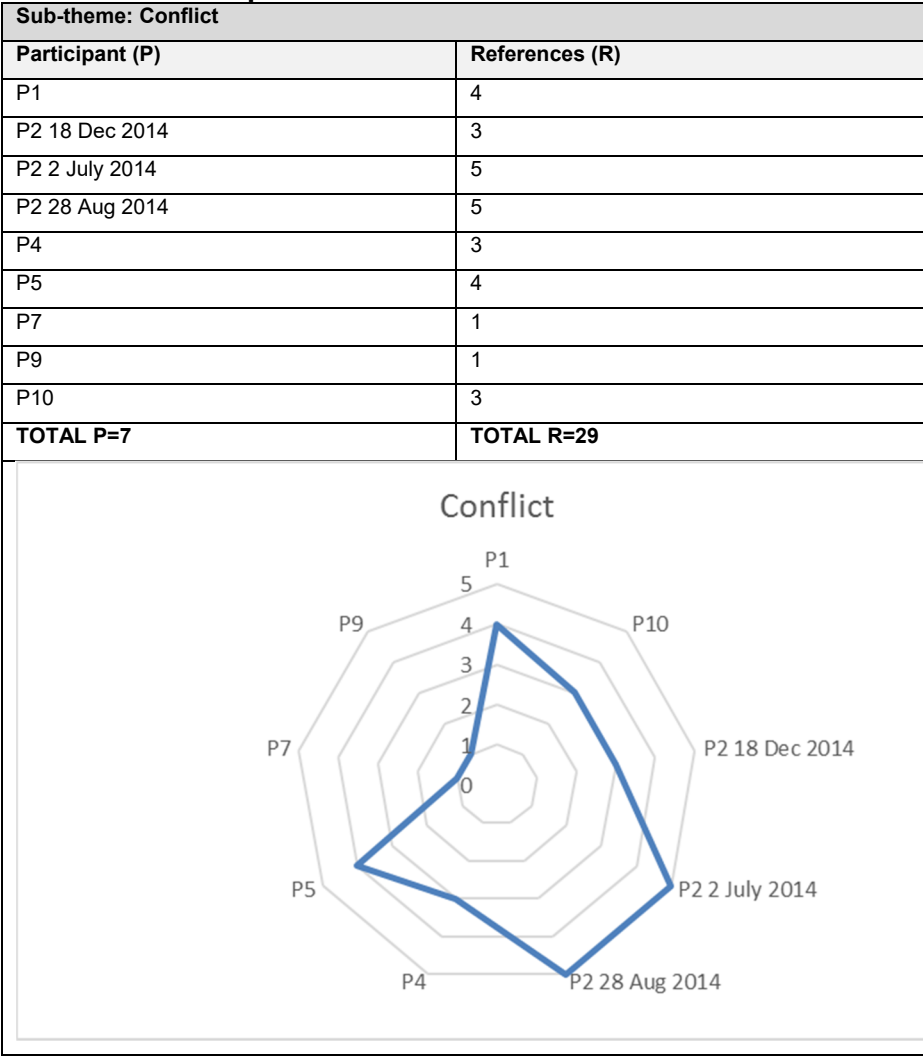 Sub-theme: Conflict
Participant (P) References (R)
P1 4
P2 18 Dec 2014 3
P2 2 July 2014 5
P2 28 Aug 2014 5
P4 3
P5 4
P7 1
P9 1
P10 3
TOTAL P=7 TOTAL R=29
Conflict
P1
5
P9 4 P10
3
2
P7 1 P2 18 Dec 2014
0
P5 P2 2 July 2014
P4 P2 28 Aug 2014